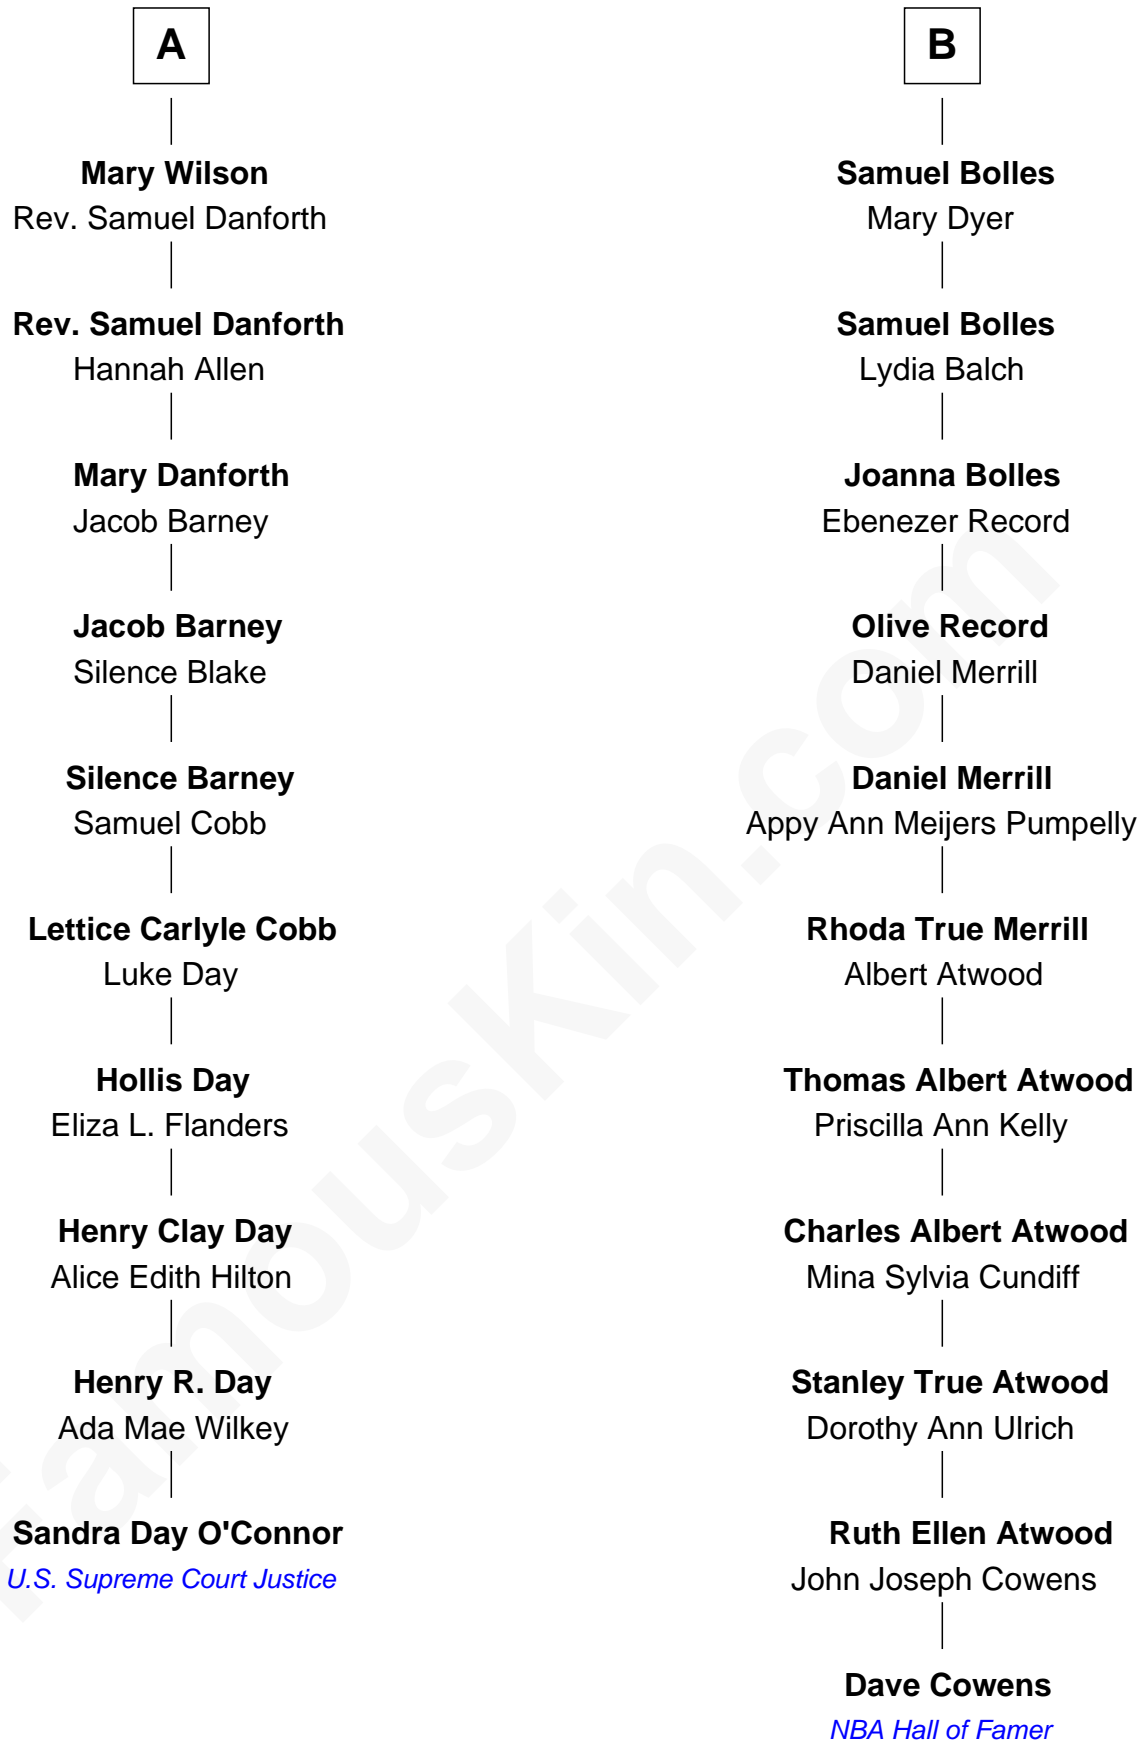 A
Mary Wilson
Rev. Samuel Danforth
Rev. Samuel Danforth
Hannah Allen
Mary Danforth
Jacob Barney
Jacob Barney
Silence Blake
Silence Barney
Samuel Cobb
Lettice Carlyle Cobb
Luke Day
Hollis Day
Eliza L. Flanders
Henry Clay Day
Alice Edith Hilton
Henry R. Day
Ada Mae Wilkey
Sandra Day O'Connor
U.S. Supreme Court Justice
B
Samuel Bolles
Mary Dyer
Samuel Bolles
Lydia Balch
Joanna Bolles
Ebenezer Record
Olive Record
Daniel Merrill
Daniel Merrill
Appy Ann Meijers Pumpelly
Rhoda True Merrill
Albert Atwood
Thomas Albert Atwood
Priscilla Ann Kelly
Charles Albert Atwood
Mina Sylvia Cundiff
Stanley True Atwood
Dorothy Ann Ulrich
Ruth Ellen Atwood
John Joseph Cowens
Dave Cowens
NBA Hall of Famer
FamousKin.com